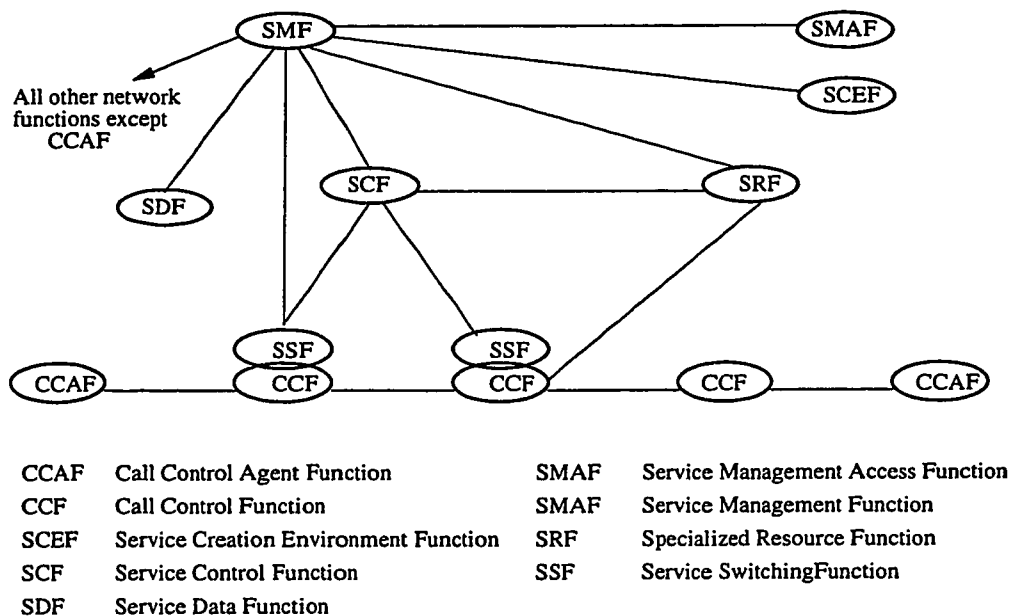 SMF
SMAF
SCEF
All other network
functions except
CCAF
SCF
SRF
SDF
SSF
SSF
CCAF
CCF
CCF
CCF
CCAF
CCAF Call Control Agent Function
CCF Call Control Function
SCEF Service Creation Environment Function
SCF Service Control Function
SDF Service Data Function
SMAF Service Management Access Function
SMAF Service Management Function
SRF Specialized Resource Function
SSF Service SwitchingFunction